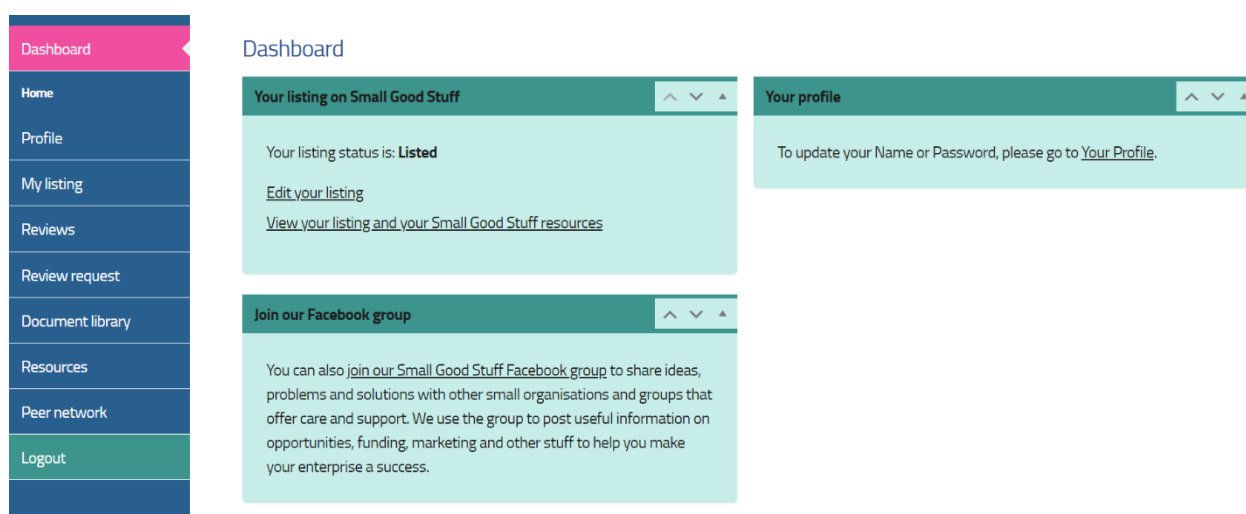 Dashboard
Home
Profile
My listing
Reviews
Review request
Document library
Resources
Peer network
Logout
Dashboard
Your listing on Small Good Stuff
Your listing status is: Listed
Edit your listing
View your listing and your Small Good Stuff resources
Join our Facebook group
You can also join our Small Good Stuff Facebook group to share ideas,
problems and solutions with other small organisations and groups that
offer care and support. We use the group to post useful information on
opportunities, funding, marketing and other stuff to help you make
your enterprise a success.
Your profile
To update your Name or Password, please go to Your Profile.